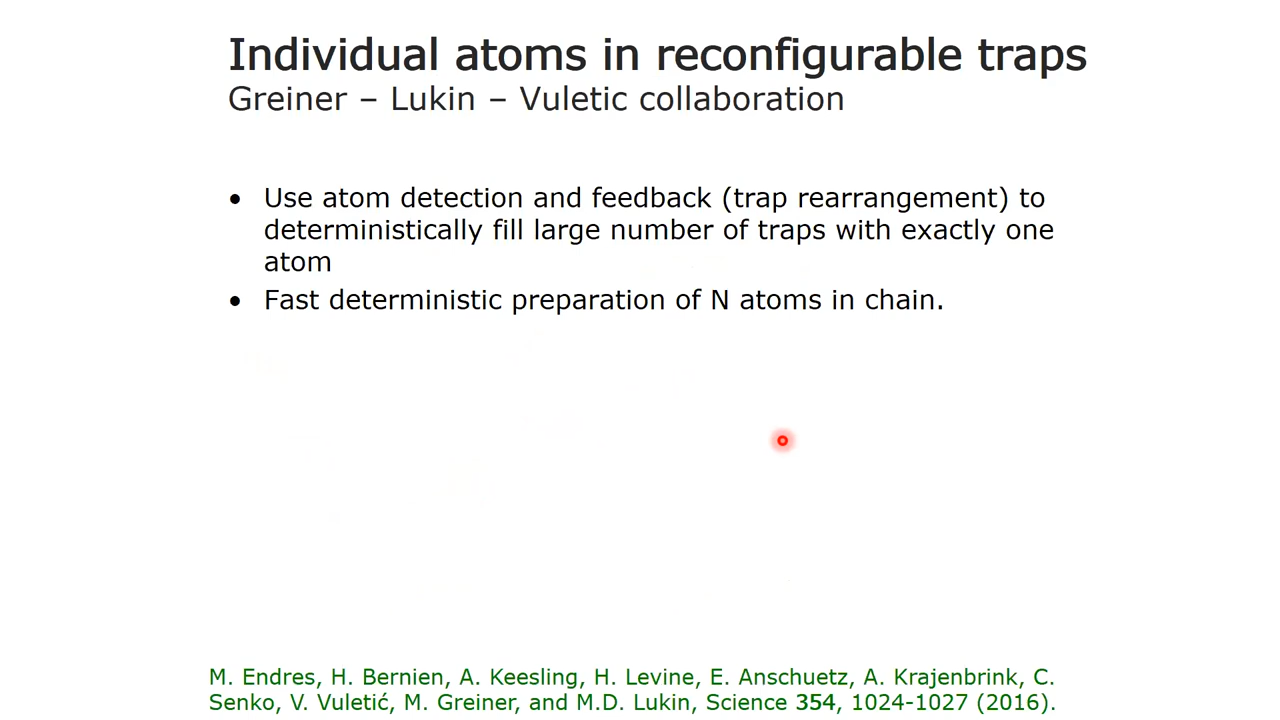 Individual atoms in reconfigurable traps
Greiner – Lukin – Vuletic collaboration
• Use atom detection and feedback (trap rearrangement) to
deterministically fill large number of traps with exactly one
atom
• Fast deterministic preparation of N atoms in chain.
M. Endres, H. Bernien, A. Keesling, H. Levine, E. Anschuetz, A. Krajenbrink, C.
Senko, V. Vuletić, M. Greiner, and M.D. Lukin, Science 354, 1024-1027 (2016).